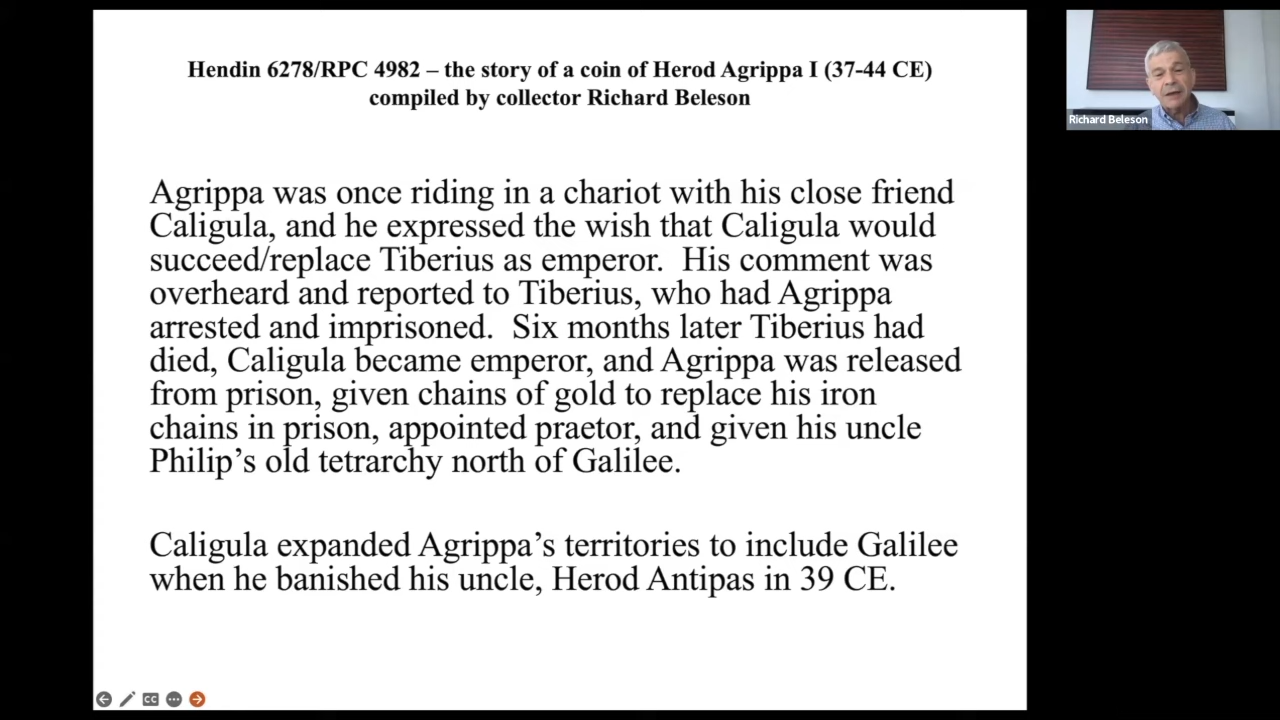 Hendin 6278/RPC 4982 – the story of a coin of Herod Agrippa I (37-44 CE)
compiled by collector Richard Beleson
Agrippa was once riding in a chariot with his close friend
Caligula, and he expressed the wish that Caligula would
succeed/replace Tiberius as emperor.  His comment was
overheard and reported to Tiberius, who had Agrippa
arrested and imprisoned.  Six months later Tiberius had
died, Caligula became emperor, and Agrippa was released
from prison, given chains of gold to replace his iron
chains in prison, appointed praetor, and given his uncle
Philip’s old tetrarchy north of Galilee.
Caligula expanded Agrippa’s territories to include Galilee
when he banished his uncle, Herod Antipas in 39 CE.
Richard Beleson
CC